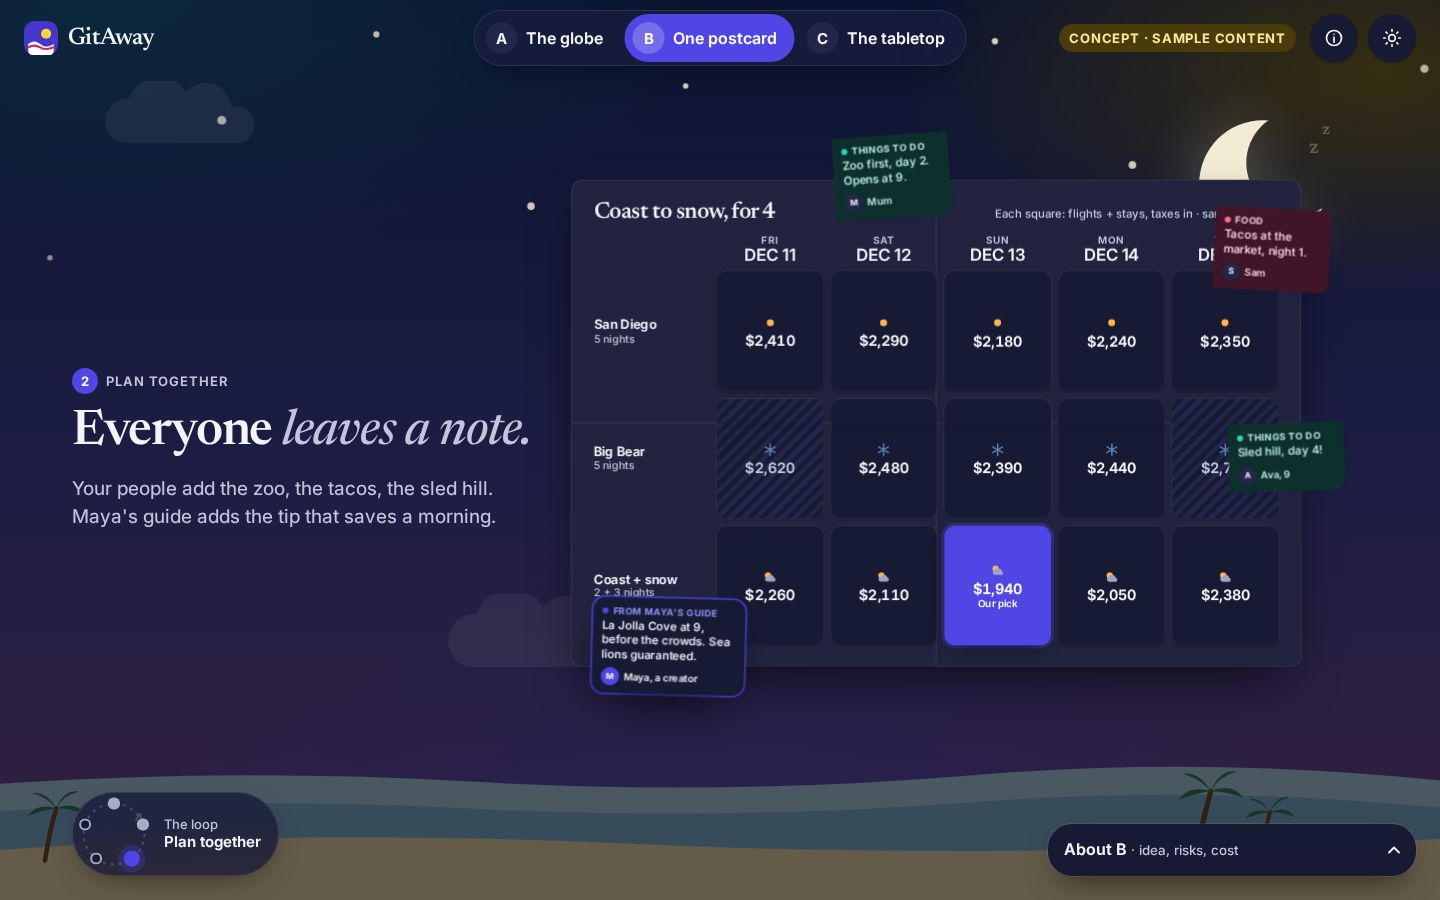 GitAway
A The globe
B One postcard
C The tabletop
CONCEPT · SAMPLE CONTENT
z
z
THINGS TO DO
Zoo first, day 2.
Opens at 9.
M Mum
Coast to snow, for 4
Each square: flights + stays, taxes in ·
FOOD
Tacos at the
market, night 1.
S Sam
FRI
DEC 11
SAT
DEC 12
SUN
DEC 13
MON
DEC 14
San Diego
5 nights
$2,410
$2,290
$2,180
$2,240
$2,350
2 PLAN TOGETHER
Everyone leaves a note.
Your people add the zoo, the tacos, the sled hill.
Maya's guide adds the tip that saves a morning.
Big Bear
5 nights
$2,620
$2,480
$2,390
$2,440
THINGS TO DO
Sled hill, day 4!
A Ava, 9
Coast + snow
2 + 3 nights
$2,260
$2,110
$1,940
Our pick
$2,050
$2,380
FROM MAYA'S GUIDE
La Jolla Cove at 9,
before the crowds. Sea
lions guaranteed.
M Maya, a creator
The loop
Plan together
About B · idea, risks, cost